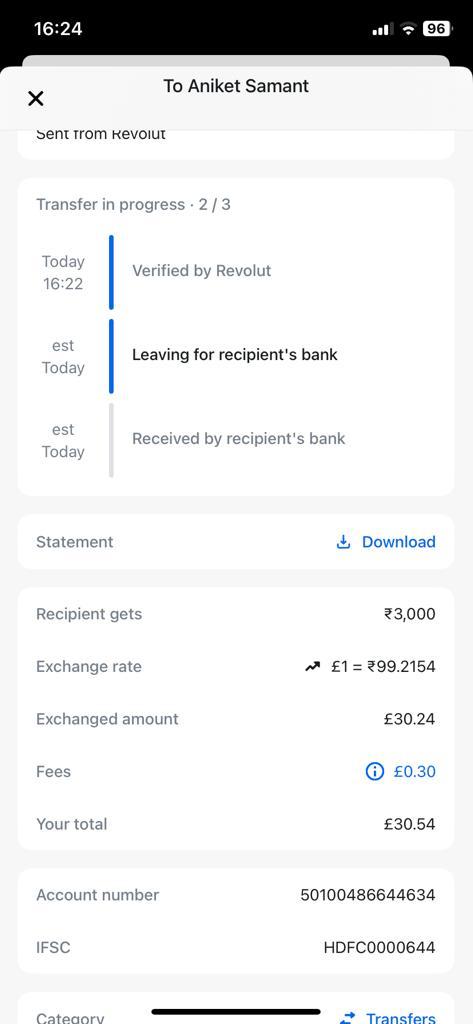 16:24
96
To Aniket Samant
Sent from Revolut
Transfer in progress · 2 / 3
Today
16:22
Verified by Revolut
est
Today
Leaving for recipient's bank
est
Today
Received by recipient's bank
Statement
Download
Recipient gets
₹3,000
Exchange rate
£1 = ₹99.2154
Exchanged amount
£30.24
Fees
£0.30
Your total
£30.54
Account number
50100486644634
IFSC
HDFC0000644
Category
Transfers